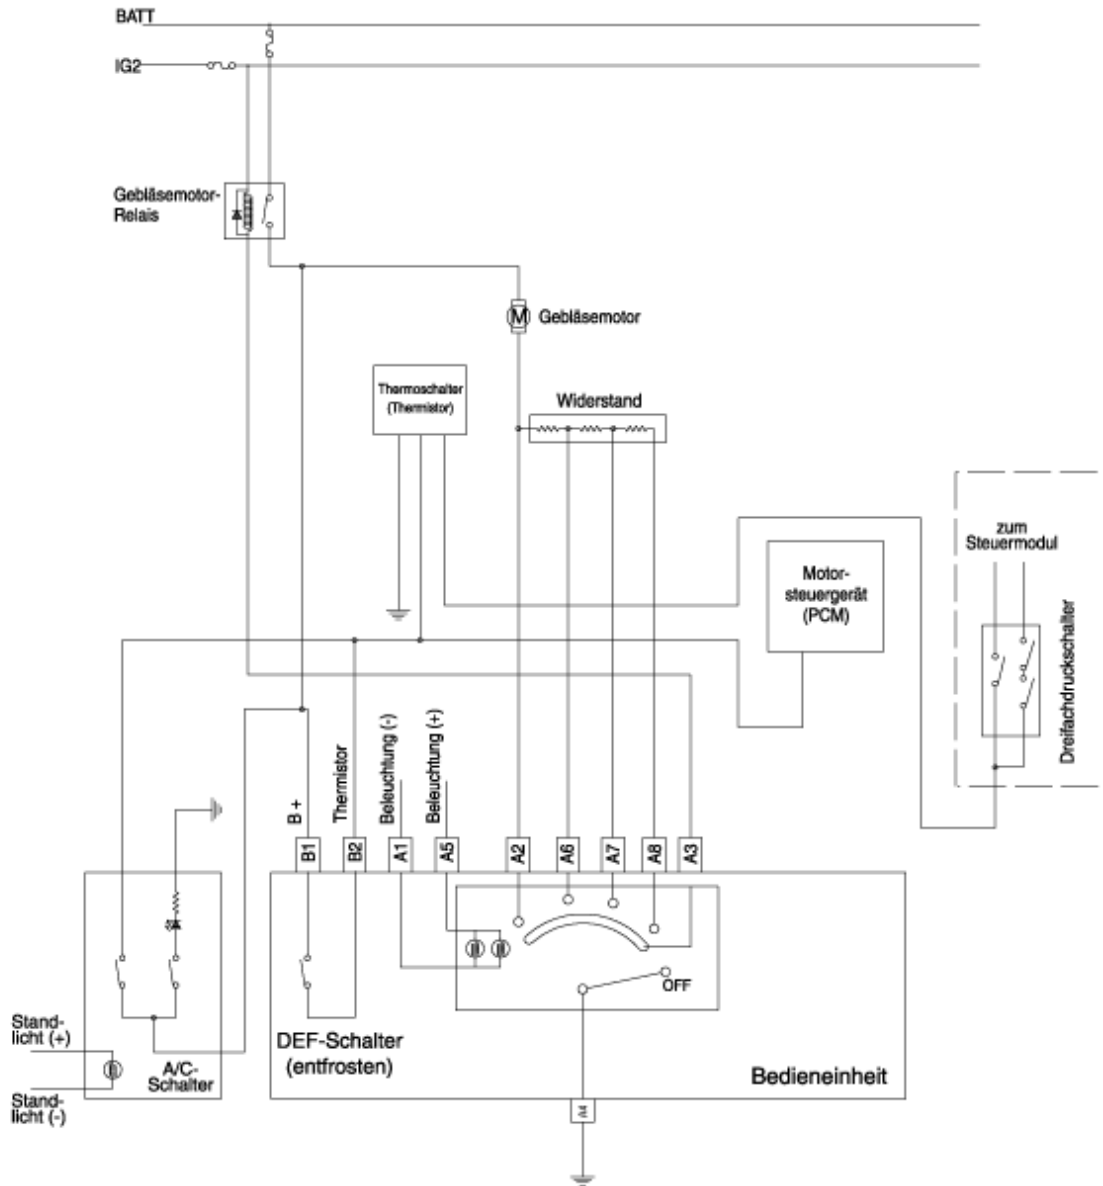 BATT
IG2
Gebläsemotor-
Relais
M
Gebläsemotor
Thermoschalter
(Thermistor)
Widerstand
zum
Steuermodul
Motor-
steuergerät
(PCM)
Dreifachdruckschalter
B +
Thermistor
Beleuchtung (-)
Beleuchtung (+)
B1
B2
A1
A5
A2
A6
A7
A8
A3
OFF
Stand-
licht (+)
A/C-
Schalter
Stand-
licht (-)
DEF-Schalter
(entfrosten)
Bedieneinheit
A4